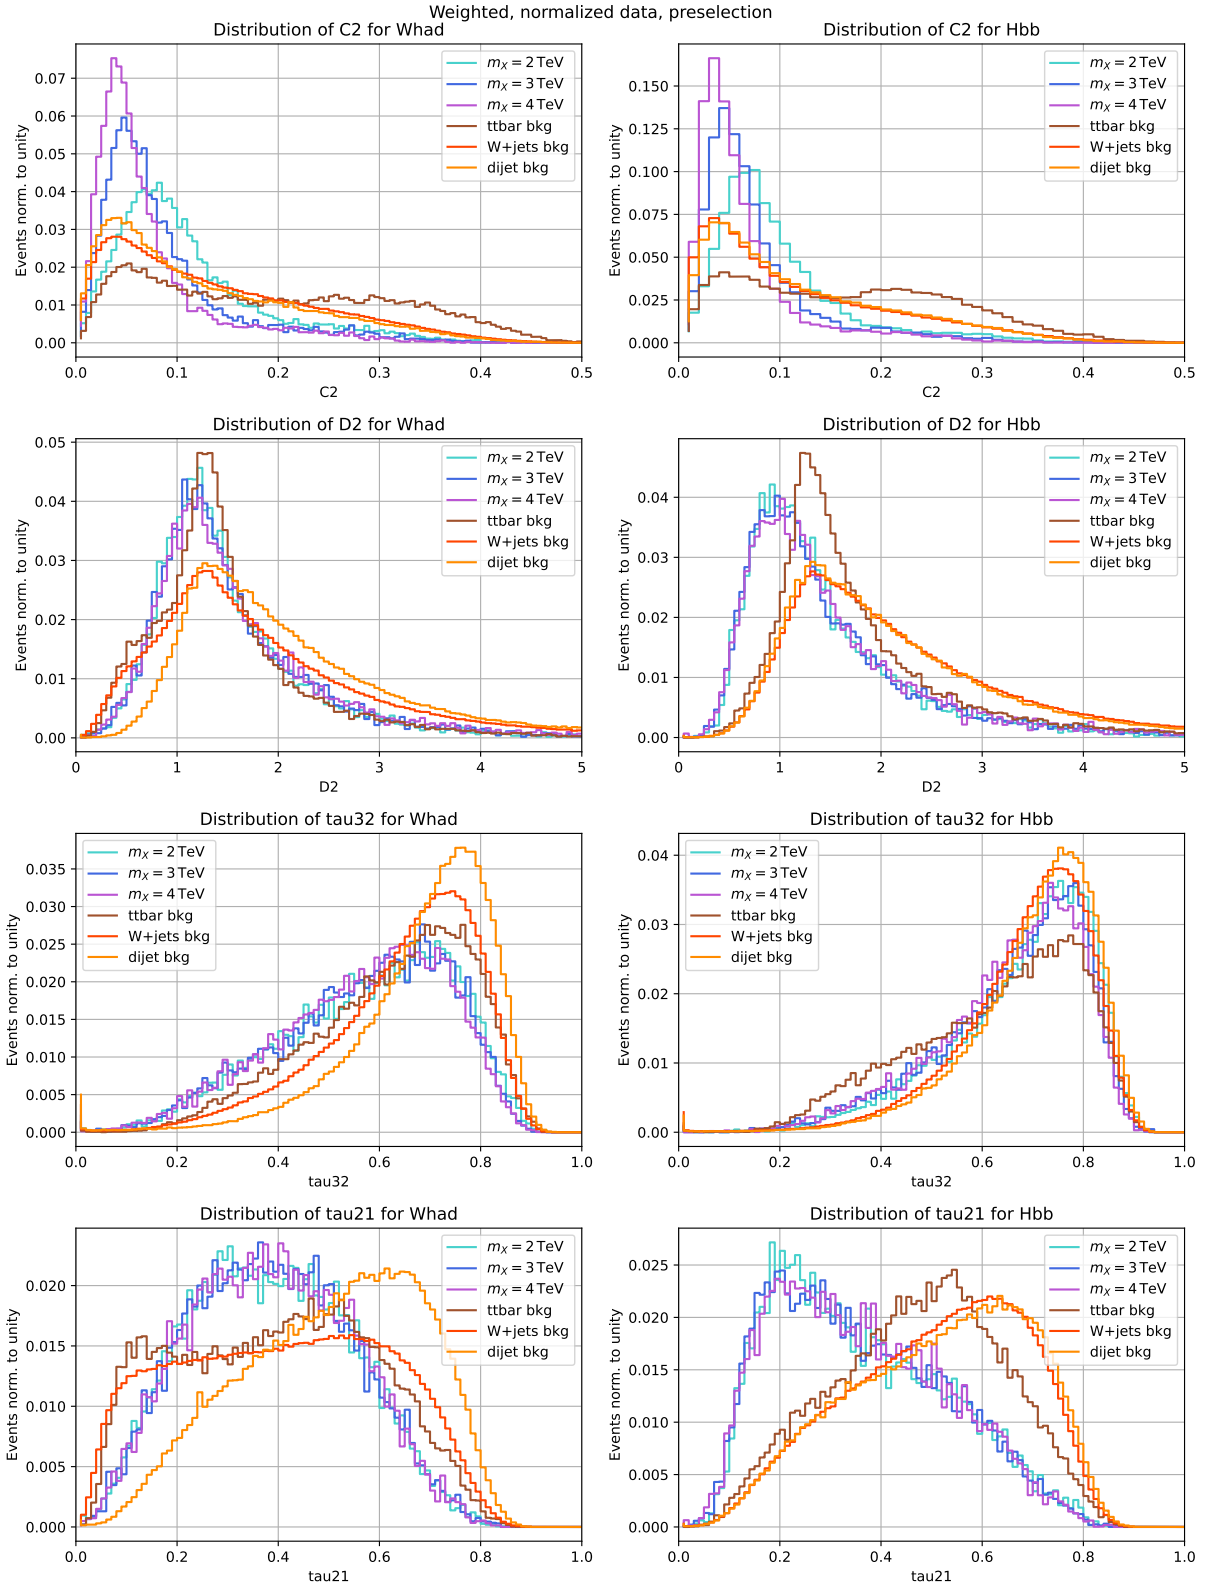 Weighted, normalized data, preselection
Distribution of C2 for Whad
Events norm. to unity
0.07
0.06
0.05
0.04
0.03
0.02
0.01
0.00
0.0 0.1 0.2 0.3 0.4 0.5
C2
m_X = 2 TeV
m_X = 3 TeV
m_X = 4 TeV
ttbar bkg
W+jets bkg
dijet bkg
Distribution of C2 for Hbb
Events norm. to unity
0.150
0.125
0.100
0.075
0.050
0.025
0.000
0.0 0.1 0.2 0.3 0.4 0.5
C2
m_X = 2 TeV
m_X = 3 TeV
m_X = 4 TeV
ttbar bkg
W+jets bkg
dijet bkg
Distribution of D2 for Whad
Events norm. to unity
0.05
0.04
0.03
0.02
0.01
0.00
0 1 2 3 4 5
D2
m_X = 2 TeV
m_X = 3 TeV
m_X = 4 TeV
ttbar bkg
W+jets bkg
dijet bkg
Distribution of D2 for Hbb
Events norm. to unity
0.04
0.03
0.02
0.01
0.00
0 1 2 3 4 5
D2
m_X = 2 TeV
m_X = 3 TeV
m_X = 4 TeV
ttbar bkg
W+jets bkg
dijet bkg
Distribution of tau32 for Whad
Events norm. to unity
0.035
0.030
0.025
0.020
0.015
0.010
0.005
0.000
0.0 0.2 0.4 0.6 0.8 1.0
tau32
m_X = 2 TeV
m_X = 3 TeV
m_X = 4 TeV
ttbar bkg
W+jets bkg
dijet bkg
Distribution of tau32 for Hbb
Events norm. to unity
0.04
0.03
0.02
0.01
0.00
0.0 0.2 0.4 0.6 0.8 1.0
tau32
m_X = 2 TeV
m_X = 3 TeV
m_X = 4 TeV
ttbar bkg
W+jets bkg
dijet bkg
Distribution of tau21 for Whad
Events norm. to unity
0.020
0.015
0.010
0.005
0.000
0.0 0.2 0.4 0.6 0.8 1.0
tau21
m_X = 2 TeV
m_X = 3 TeV
m_X = 4 TeV
ttbar bkg
W+jets bkg
dijet bkg
Distribution of tau21 for Hbb
Events norm. to unity
0.025
0.020
0.015
0.010
0.005
0.000
0.0 0.2 0.4 0.6 0.8 1.0
tau21
m_X = 2 TeV
m_X = 3 TeV
m_X = 4 TeV
ttbar bkg
W+jets bkg
dijet bkg